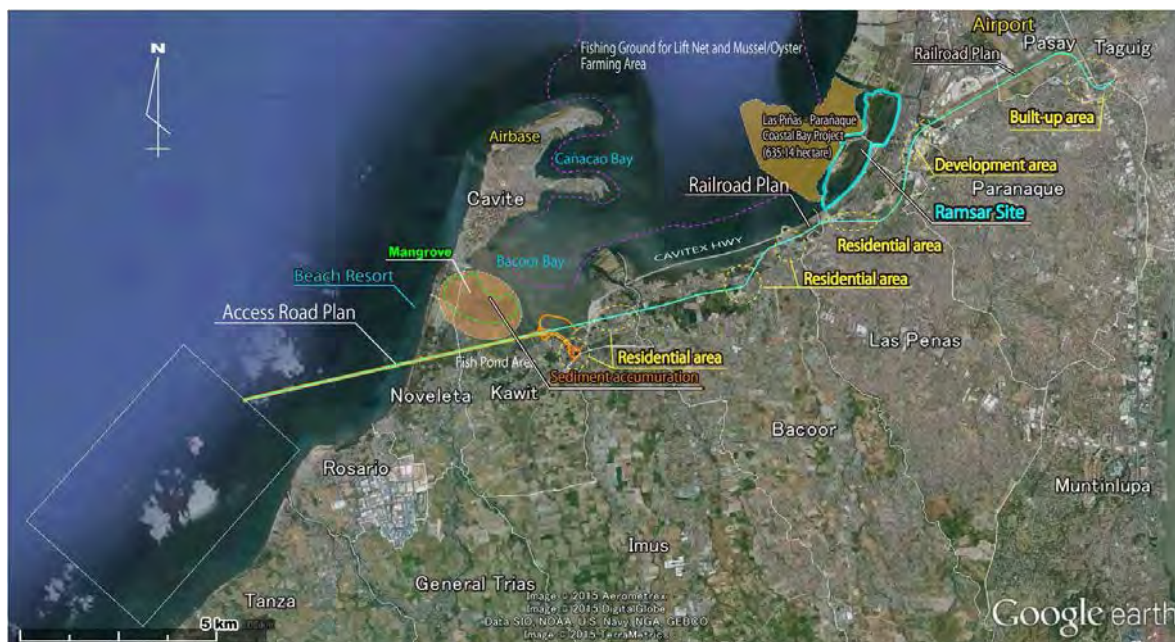 Airport
Pasay
Taguig
Railroad Plan
Built-up area
N
Fishing Ground for Lift Net and Mussel/Oyster
Farming Area
Las Piñas - Parañaque
Coastal Bay Project
(635.14 hectare)
Airbase
Cañacao Bay
Development area
Paranaque
Railroad Plan
Ramsar Site
Cavite
CAVITEX HWY
Residential area
Mangrove
Bacoor Bay
Beach Resort
Residential area
Access Road Plan
Las Penas
Fish Pond Are
Residential area
Sediment accumuration
Noveleta
Kawit
Bacoor
Rosario
Muntinlupa
Imus
General Trias
Tanza
5 km
Image © 2015 Aerometrex
Image © 2015 DigitalGlobe
Data SIO, NOAA, U.S. Navy, NGA, GEBCO
Image © 2015 TerraMetrics
Google earth